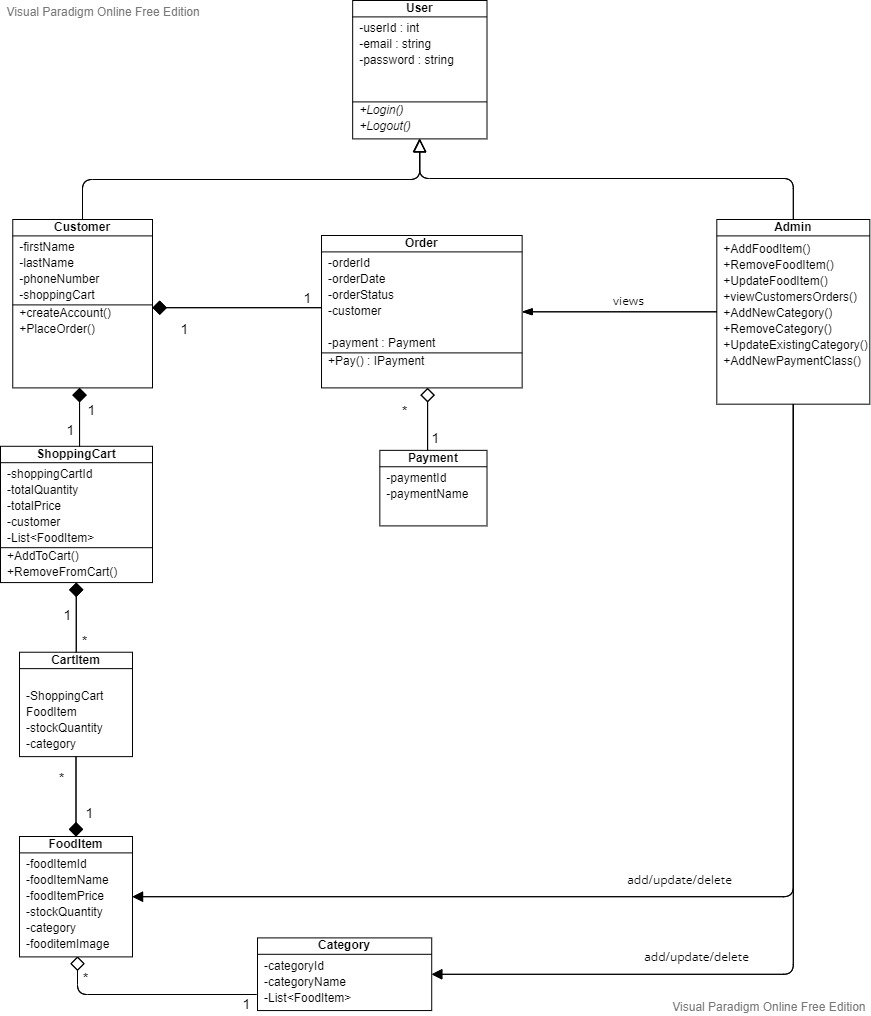 Visual Paradigm Online Free Edition
User
-userId : int
-email : string
-password : string
+Login()
+Logout()
Customer
-firstName
-lastName
-phoneNumber
-shoppingCart
+createAccount()
+PlaceOrder()
1
1
Order
-orderId
-orderDate
-orderStatus
-customer
-payment : Payment
+Pay() : IPayment
views
Admin
+AddFoodItem()
+RemoveFoodItem()
+UpdateFoodItem()
+viewCustomersOrders()
+AddNewCategory()
+RemoveCategory()
+UpdateExistingCategory()
+AddNewPaymentClass()
1
1
*
1
ShoppingCart
-shoppingCartId
-totalQuantity
-totalPrice
-customer
-List<FoodItem>
+AddToCart()
+RemoveFromCart()
Payment
-paymentId
-paymentName
1
*
CartItem
-ShoppingCart
FoodItem
-stockQuantity
-category
*
1
FoodItem
-foodItemId
-foodItemName
-foodItemPrice
-stockQuantity
-category
-fooditemImage
add/update/delete
*
1
Category
-categoryId
-categoryName
-List<FoodItem>
add/update/delete
Visual Paradigm Online Free Edition